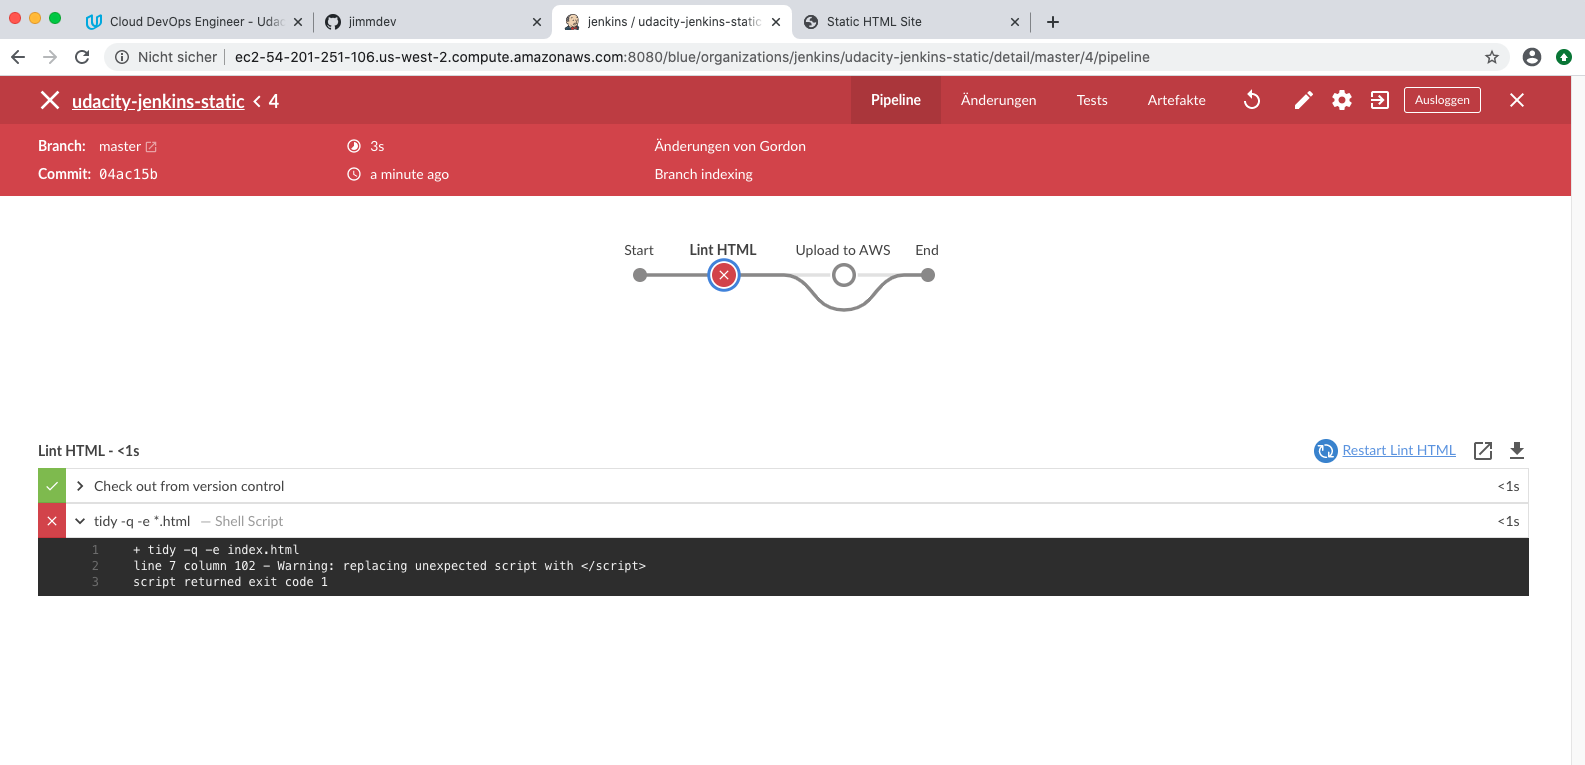 Cloud DevOps Engineer - Udac
jimmdev
jenkins / udacity-jenkins-static
Static HTML Site
Nicht sicher
ec2-54-201-251-106.us-west-2.compute.amazonaws.com:8080/blue/organizations/jenkins/udacity-jenkins-static/detail/master/4/pipeline
udacity-jenkins-static < 4
Pipeline
Änderungen
Tests
Artefakte
Ausloggen
Branch: master
3s
Änderungen von Gordon
Commit: 04ac15b
a minute ago
Branch indexing
Start
Lint HTML
Upload to AWS
End
Lint HTML - <1s
Restart Lint HTML
Check out from version control
<1s
tidy -q -e *.html — Shell Script
<1s
1 + tidy -q -e index.html
2 line 7 column 102 - Warning: replacing unexpected script with </script>
3 script returned exit code 1